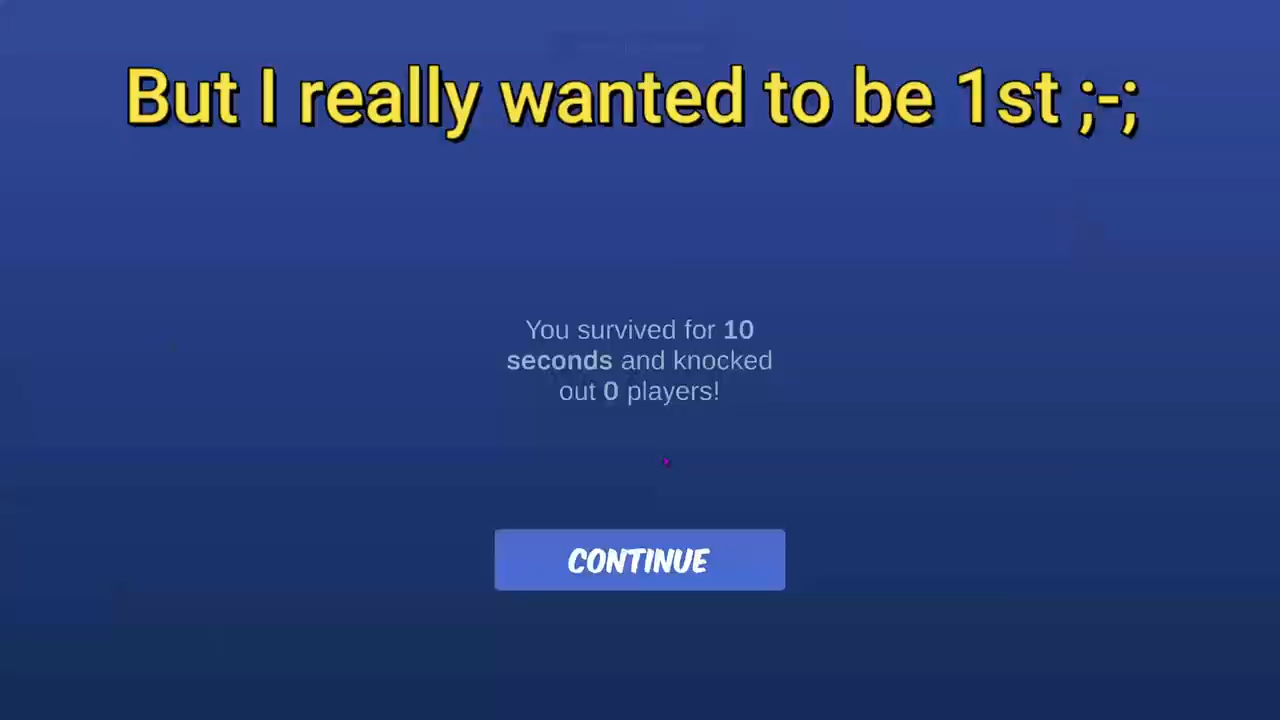 But I really wanted to be 1st ;-;
You survived for 10
seconds and knocked
out 0 players!
CONTINUE